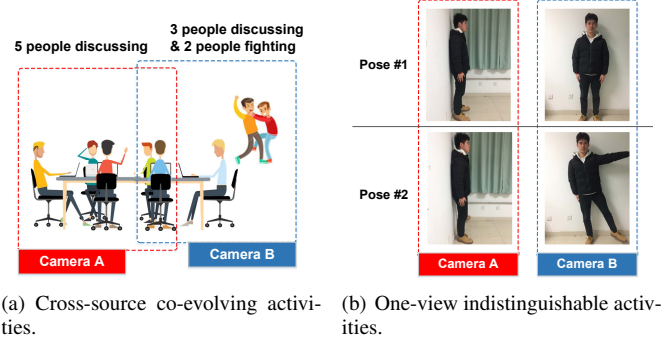 5 people discussing
3 people discussing
& 2 people fighting
Camera A
Camera B
(a) Cross-source co-evolving activi-
ties.
Pose #1
Pose #2
Camera A
Camera B
(b) One-view indistinguishable activ-
ities.